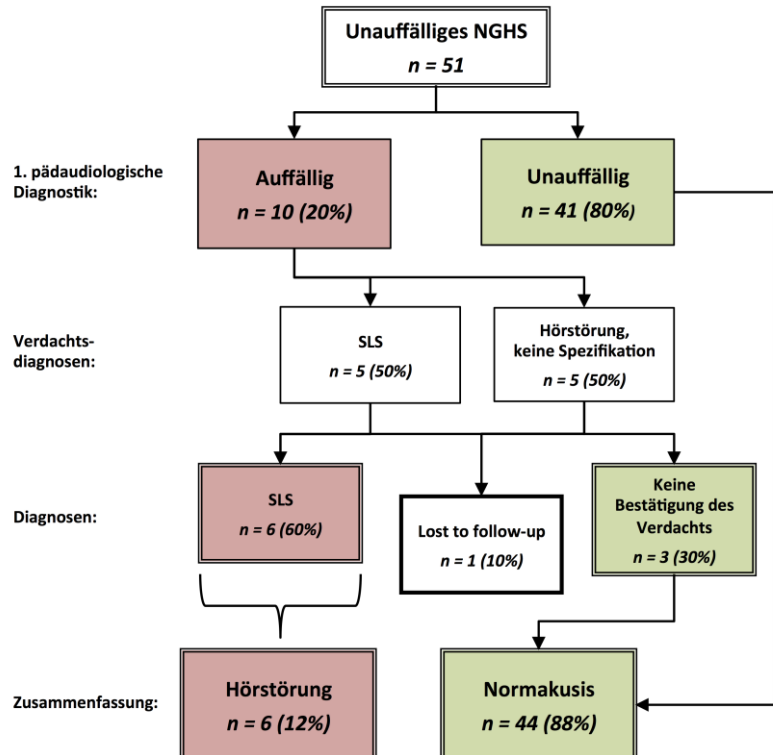 Unauffälliges NGHS
n = 51
1. pädaudiologische
Diagnostik:
Auffällig
n = 10 (20%)
Unauffällig
n = 41 (80%)
Verdachts-
diagnosen:
SLS
n = 5 (50%)
Hörstörung,
keine Spezifikation
n = 5 (50%)
Diagnosen:
SLS
n = 6 (60%)
Lost to follow-up
n = 1 (10%)
Keine
Bestätigung des
Verdachts
n = 3 (30%)
Zusammenfassung:
Hörstörung
n = 6 (12%)
Normakusis
n = 44 (88%)